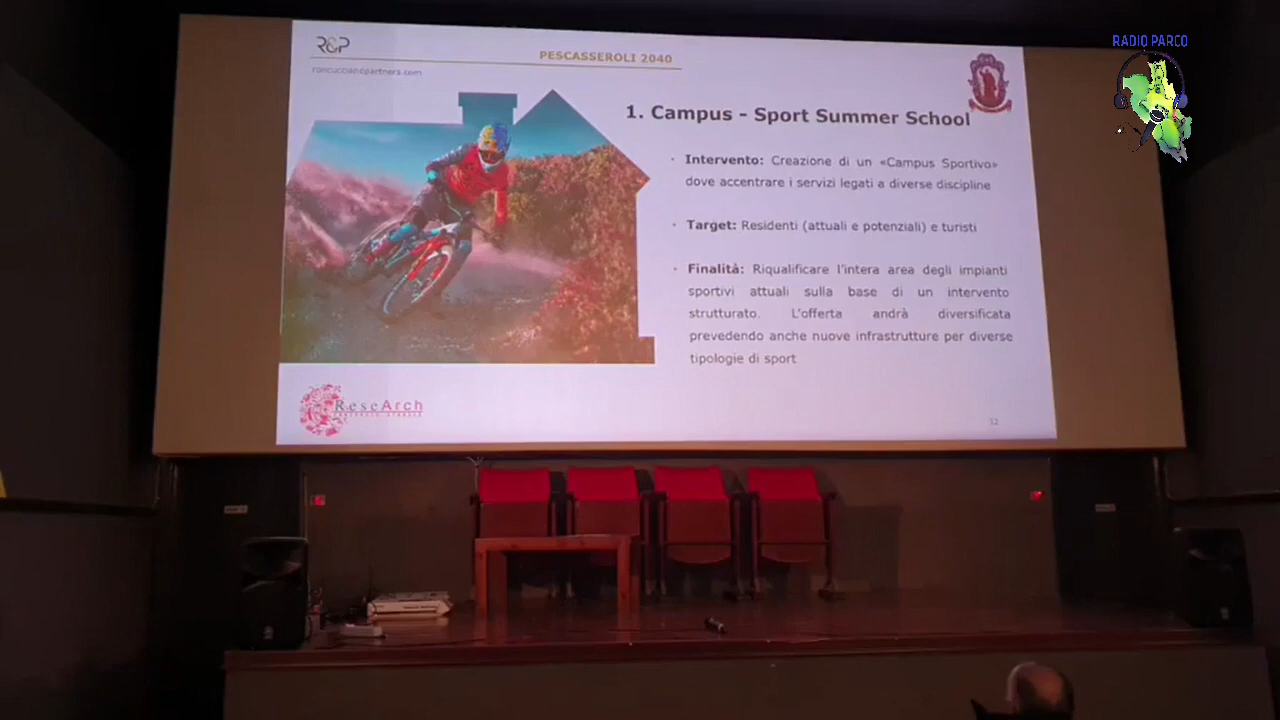 RADIO PARCO
R&P
PESCASSEROLI 2040
roncucciandpartners.com
1. Campus - Sport Summer School
• Intervento: Creazione di un «Campus Sportivo»
dove accentrare i servizi legati a diverse discipline
• Target: Residenti (attuali e potenziali) e turisti
• Finalità: Riqualificare l'intera area degli impianti
sportivi attuali sulla base di un intervento
strutturato. L'offerta andrà diversificata
prevedendo anche nuove infrastrutture per diverse
tipologie di sport
ReseArch
12